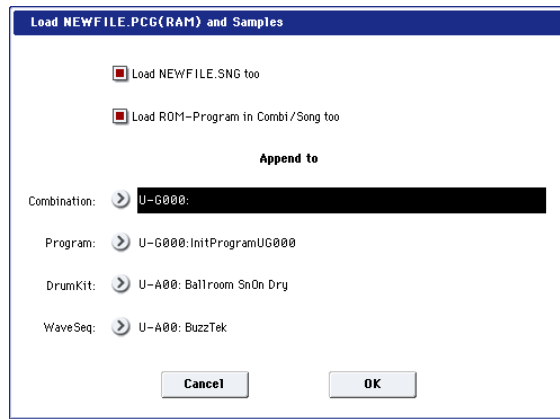 Load NEWFILE.PCG(RAM) and Samples
Load NEWFILE.SNG too
Load ROM-Program in Combi/Song too
Append to
Combination: U-G000:
Program: U-G000:InitProgramUG000
DrumKit: U-A00: Ballroom SnOn Dry
WaveSeq: U-A00: BuzzTek
Cancel OK